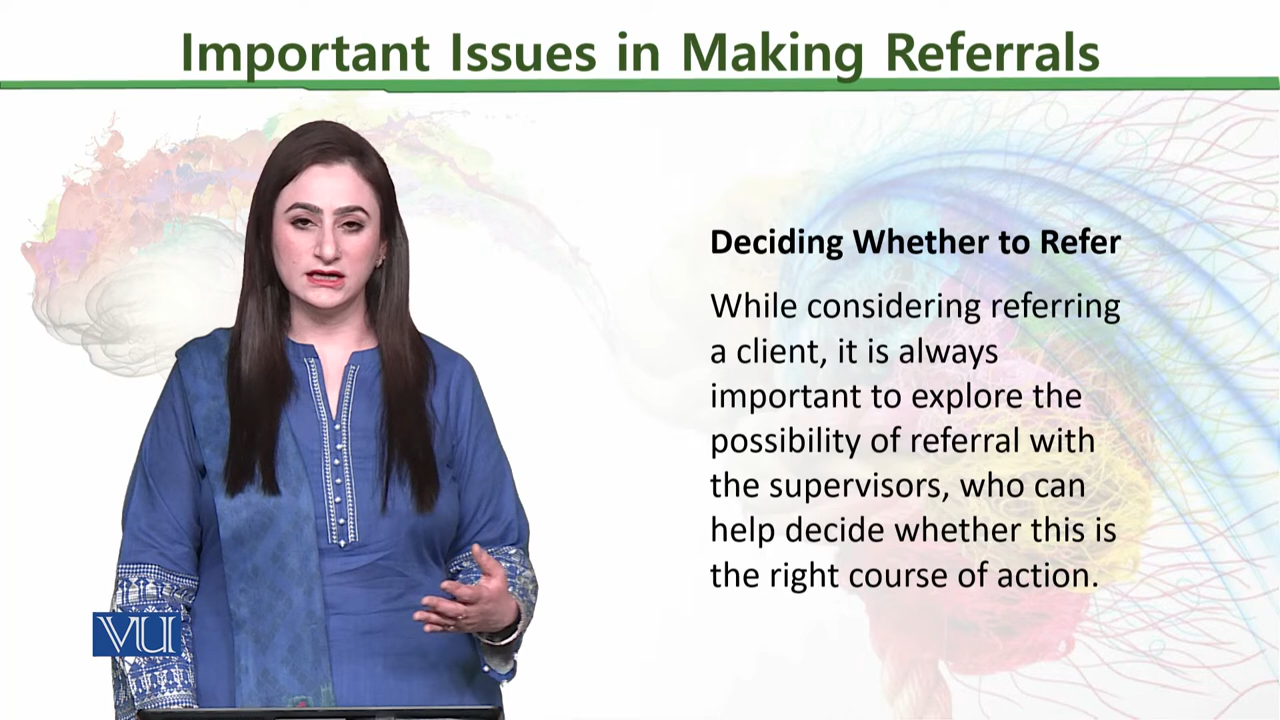 Important Issues in Making Referrals
Deciding Whether to Refer
While considering referring
a client, it is always
important to explore the
possibility of referral with
the supervisors, who can
help decide whether this is
the right course of action.
VU